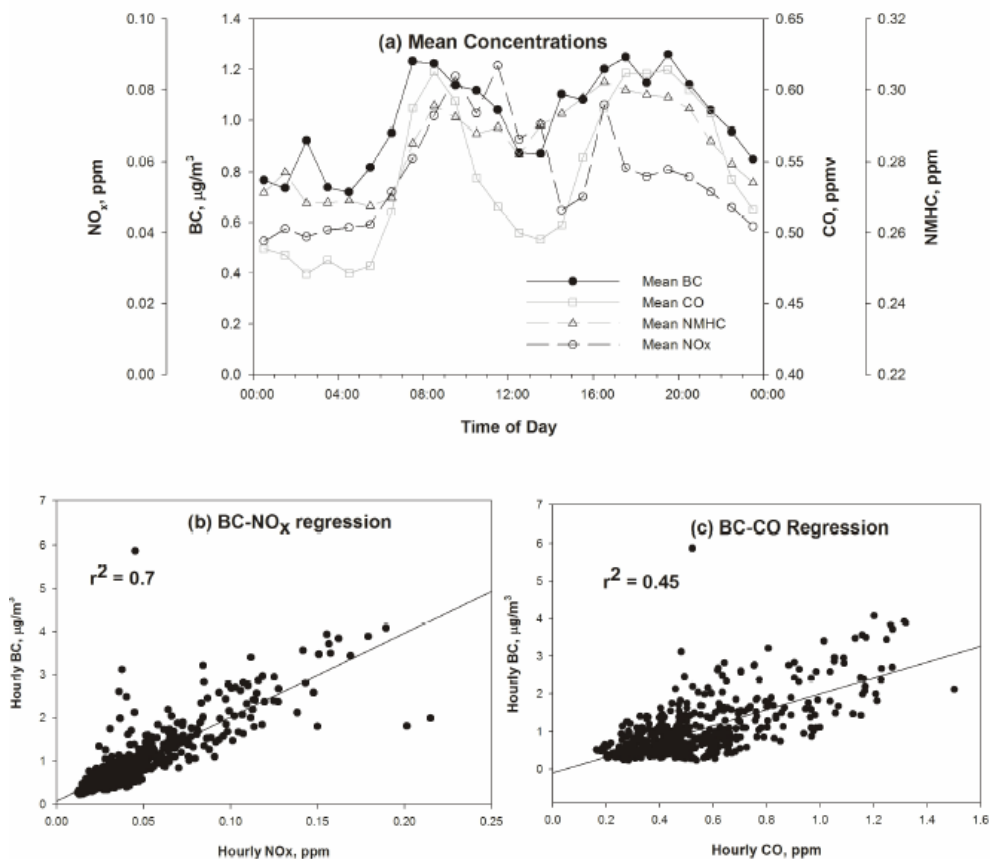 (a) Mean Concentrations
NOx, ppm
0.10
0.08
0.06
0.04
0.02
0.00
BC, μg/m3
1.4
1.2
1.0
0.8
0.6
0.4
0.2
0.0
CO, ppmv
0.65
0.60
0.55
0.50
0.45
0.40
NMHC, ppm
0.32
0.30
0.28
0.26
0.24
0.22
Mean BC
Mean CO
Mean NMHC
Mean NOx
00:00 04:00 08:00 12:00 16:00 20:00 00:00
Time of Day
(b) BC-NOX regression
r2 = 0.7
Hourly BC, μg/m3
7
6
5
4
3
2
1
0
0.00 0.05 0.10 0.15 0.20 0.25
Hourly NOx, ppm
(c) BC-CO Regression
r2 = 0.45
Hourly BC, μg/m3
7
6
5
4
3
2
1
0
0.0 0.2 0.4 0.6 0.8 1.0 1.2 1.4 1.6
Hourly CO, ppm